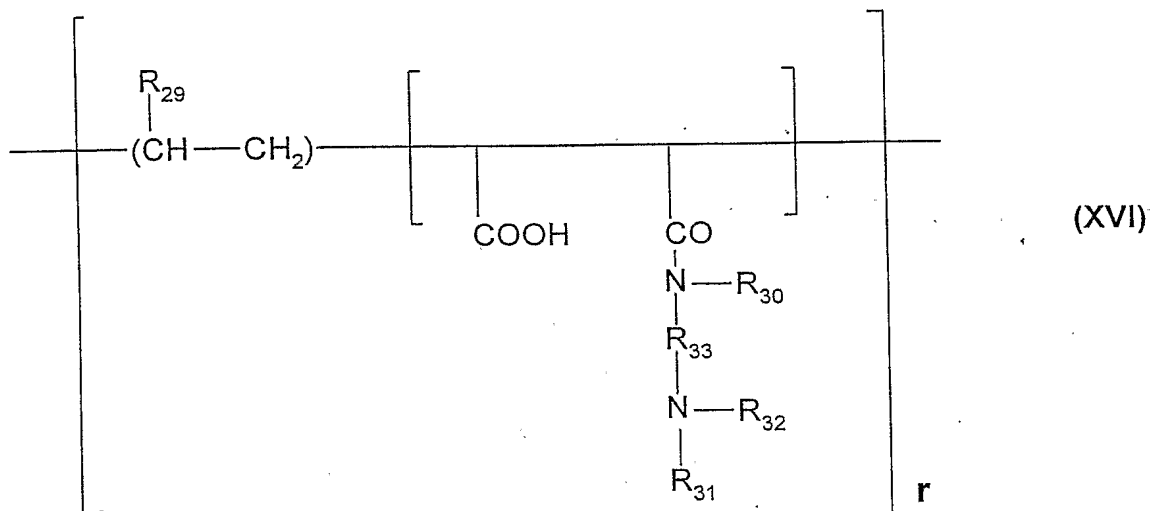 R29
(CH—CH2)
(XVI)
COOH CO
N—R30
R33
N—R32
R31
r